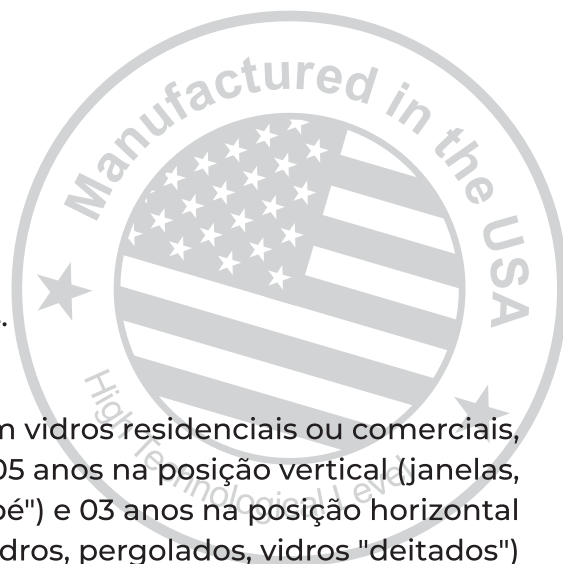 Manufactured in the USA
High Technological Level
vidros residenciais ou comerciais,
05 anos na posição vertical (janelas,
pé") e 03 anos na posição horizontal
dros, pergolados, vidros "deitados")